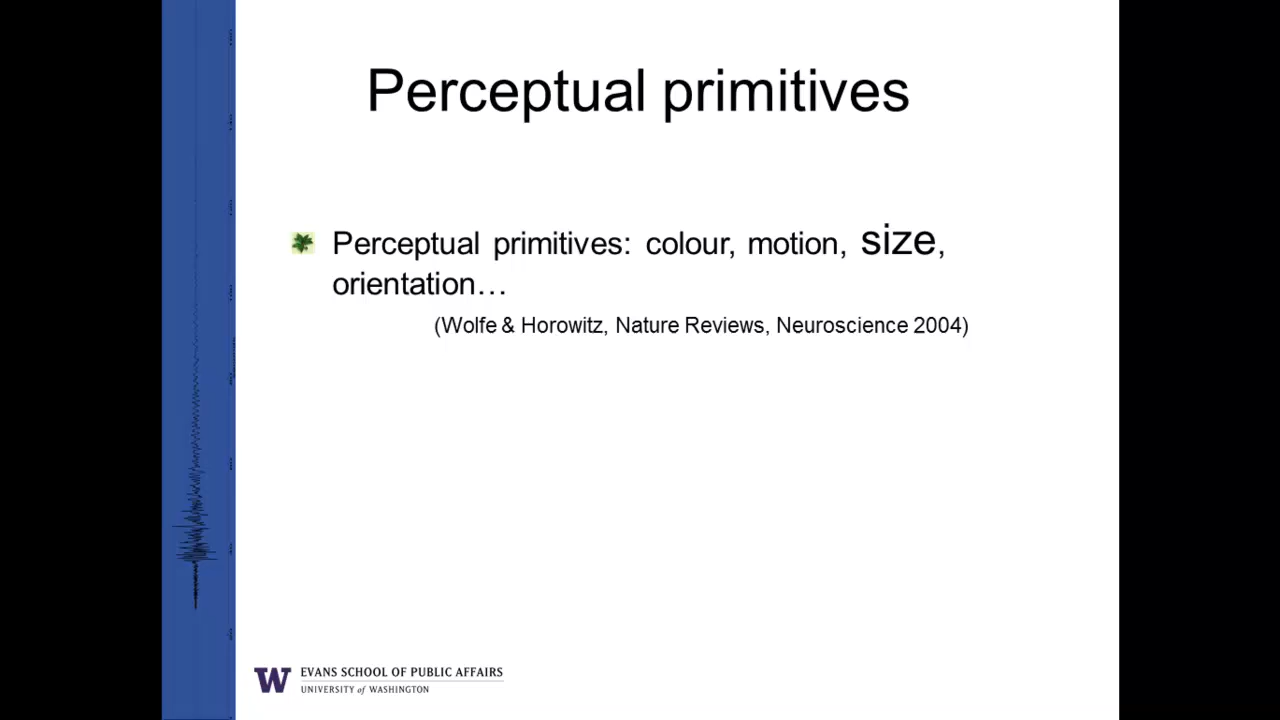 Perceptual primitives
Perceptual primitives: colour, motion, size,
orientation…
(Wolfe & Horowitz, Nature Reviews, Neuroscience 2004)
W EVANS SCHOOL OF PUBLIC AFFAIRS
UNIVERSITY of WASHINGTON